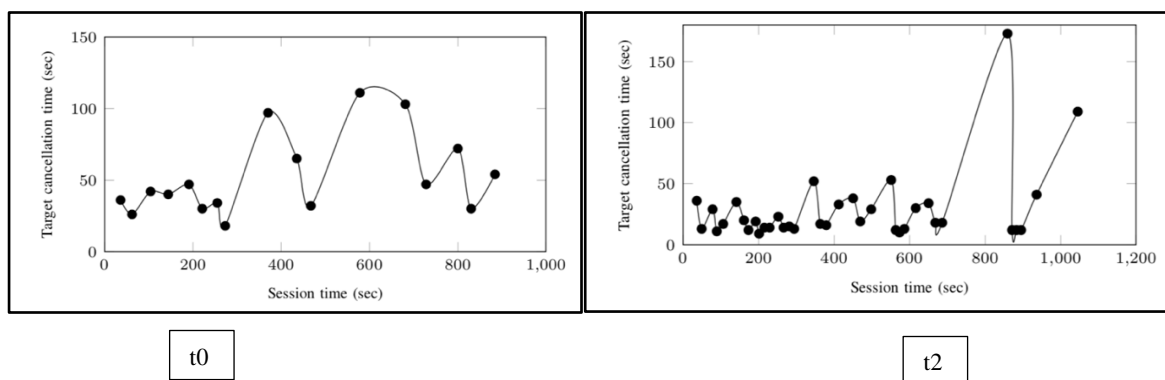 150
100
50
0
0 200 400 600 800 1,000
Target cancellation time (sec)
Session time (sec)
t0
150
100
50
0
0 200 400 600 800 1,000 1,200
Target cancellation time (sec)
Session time (sec)
t2